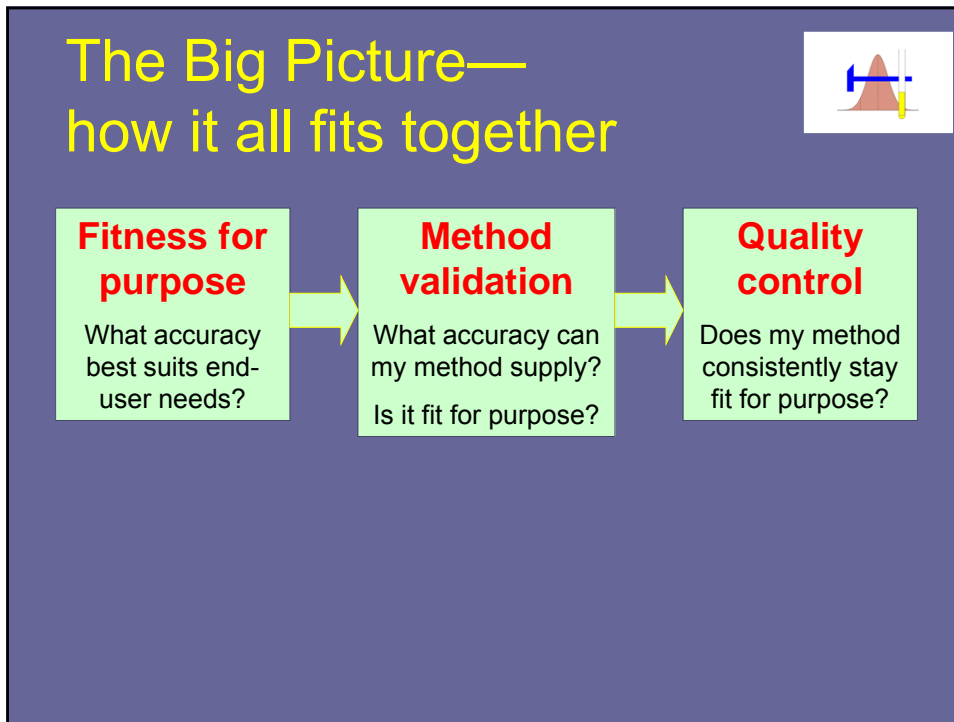 The Big Picture—
how it all fits together
Fitness for
purpose
What accuracy
best suits end-
user needs?
Method
validation
What accuracy can
my method supply?
Is it fit for purpose?
Quality
control
Does my method
consistently stay
fit for purpose?